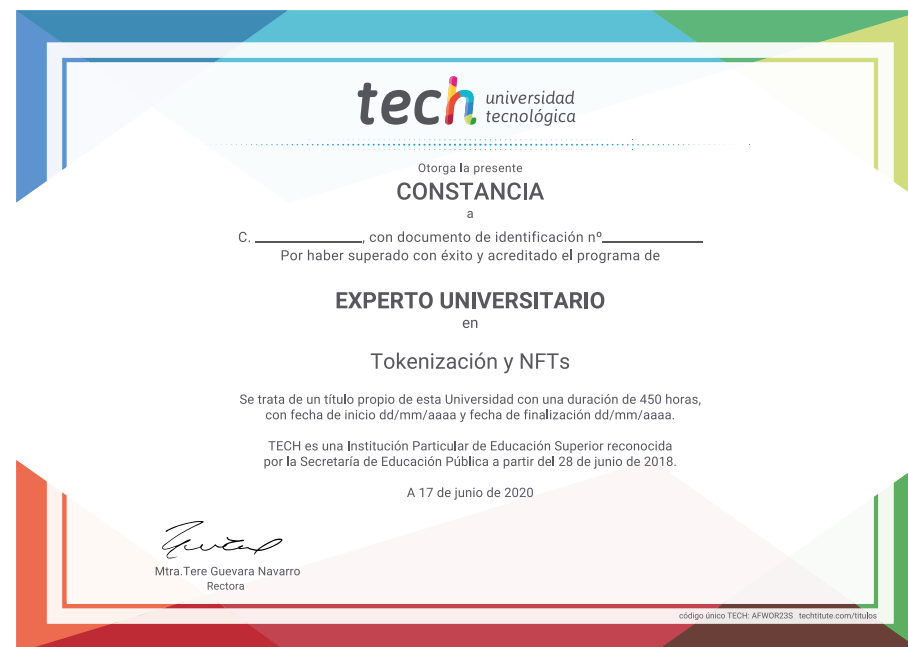 tech universidad
tecnológica
Otorga la presente
CONSTANCIA
a
C. ______________, con documento de identificación nº______________
Por haber superado con éxito y acreditado el programa de
EXPERTO UNIVERSITARIO
en
Tokenización y NFTs
Se trata de un título propio de esta Universidad con una duración de 450 horas,
con fecha de inicio dd/mm/aaaa y fecha de finalización dd/mm/aaaa.
TECH es una Institución Particular de Educación Superior reconocida
por la Secretaría de Educación Pública a partir del 28 de junio de 2018.
A 17 de junio de 2020
Mtra.Tere Guevara Navarro
Rectora
código único TECH: AFWOR23S techtitute.com/titulos